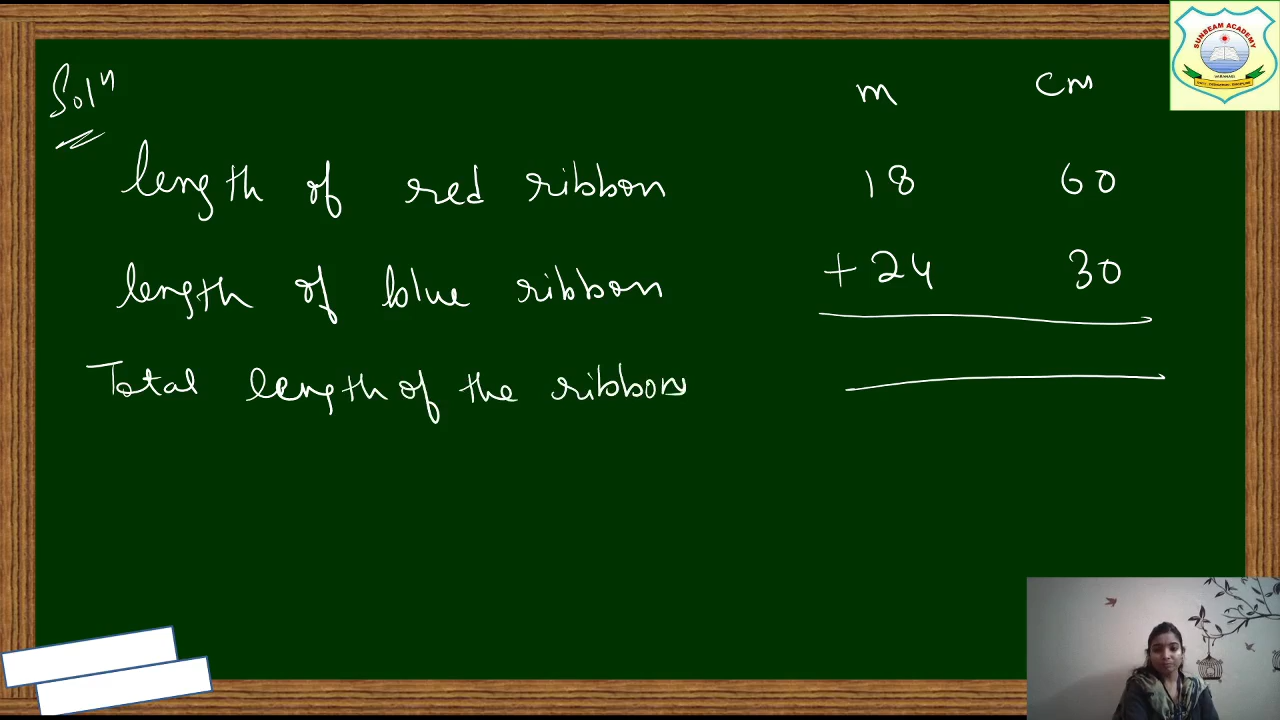 Solⁿ
m cm
length of red ribbon 18 60
length of blue ribbon + 24 30
Total length of the ribbons
SUNBEAM ACADEMY
VARANASI